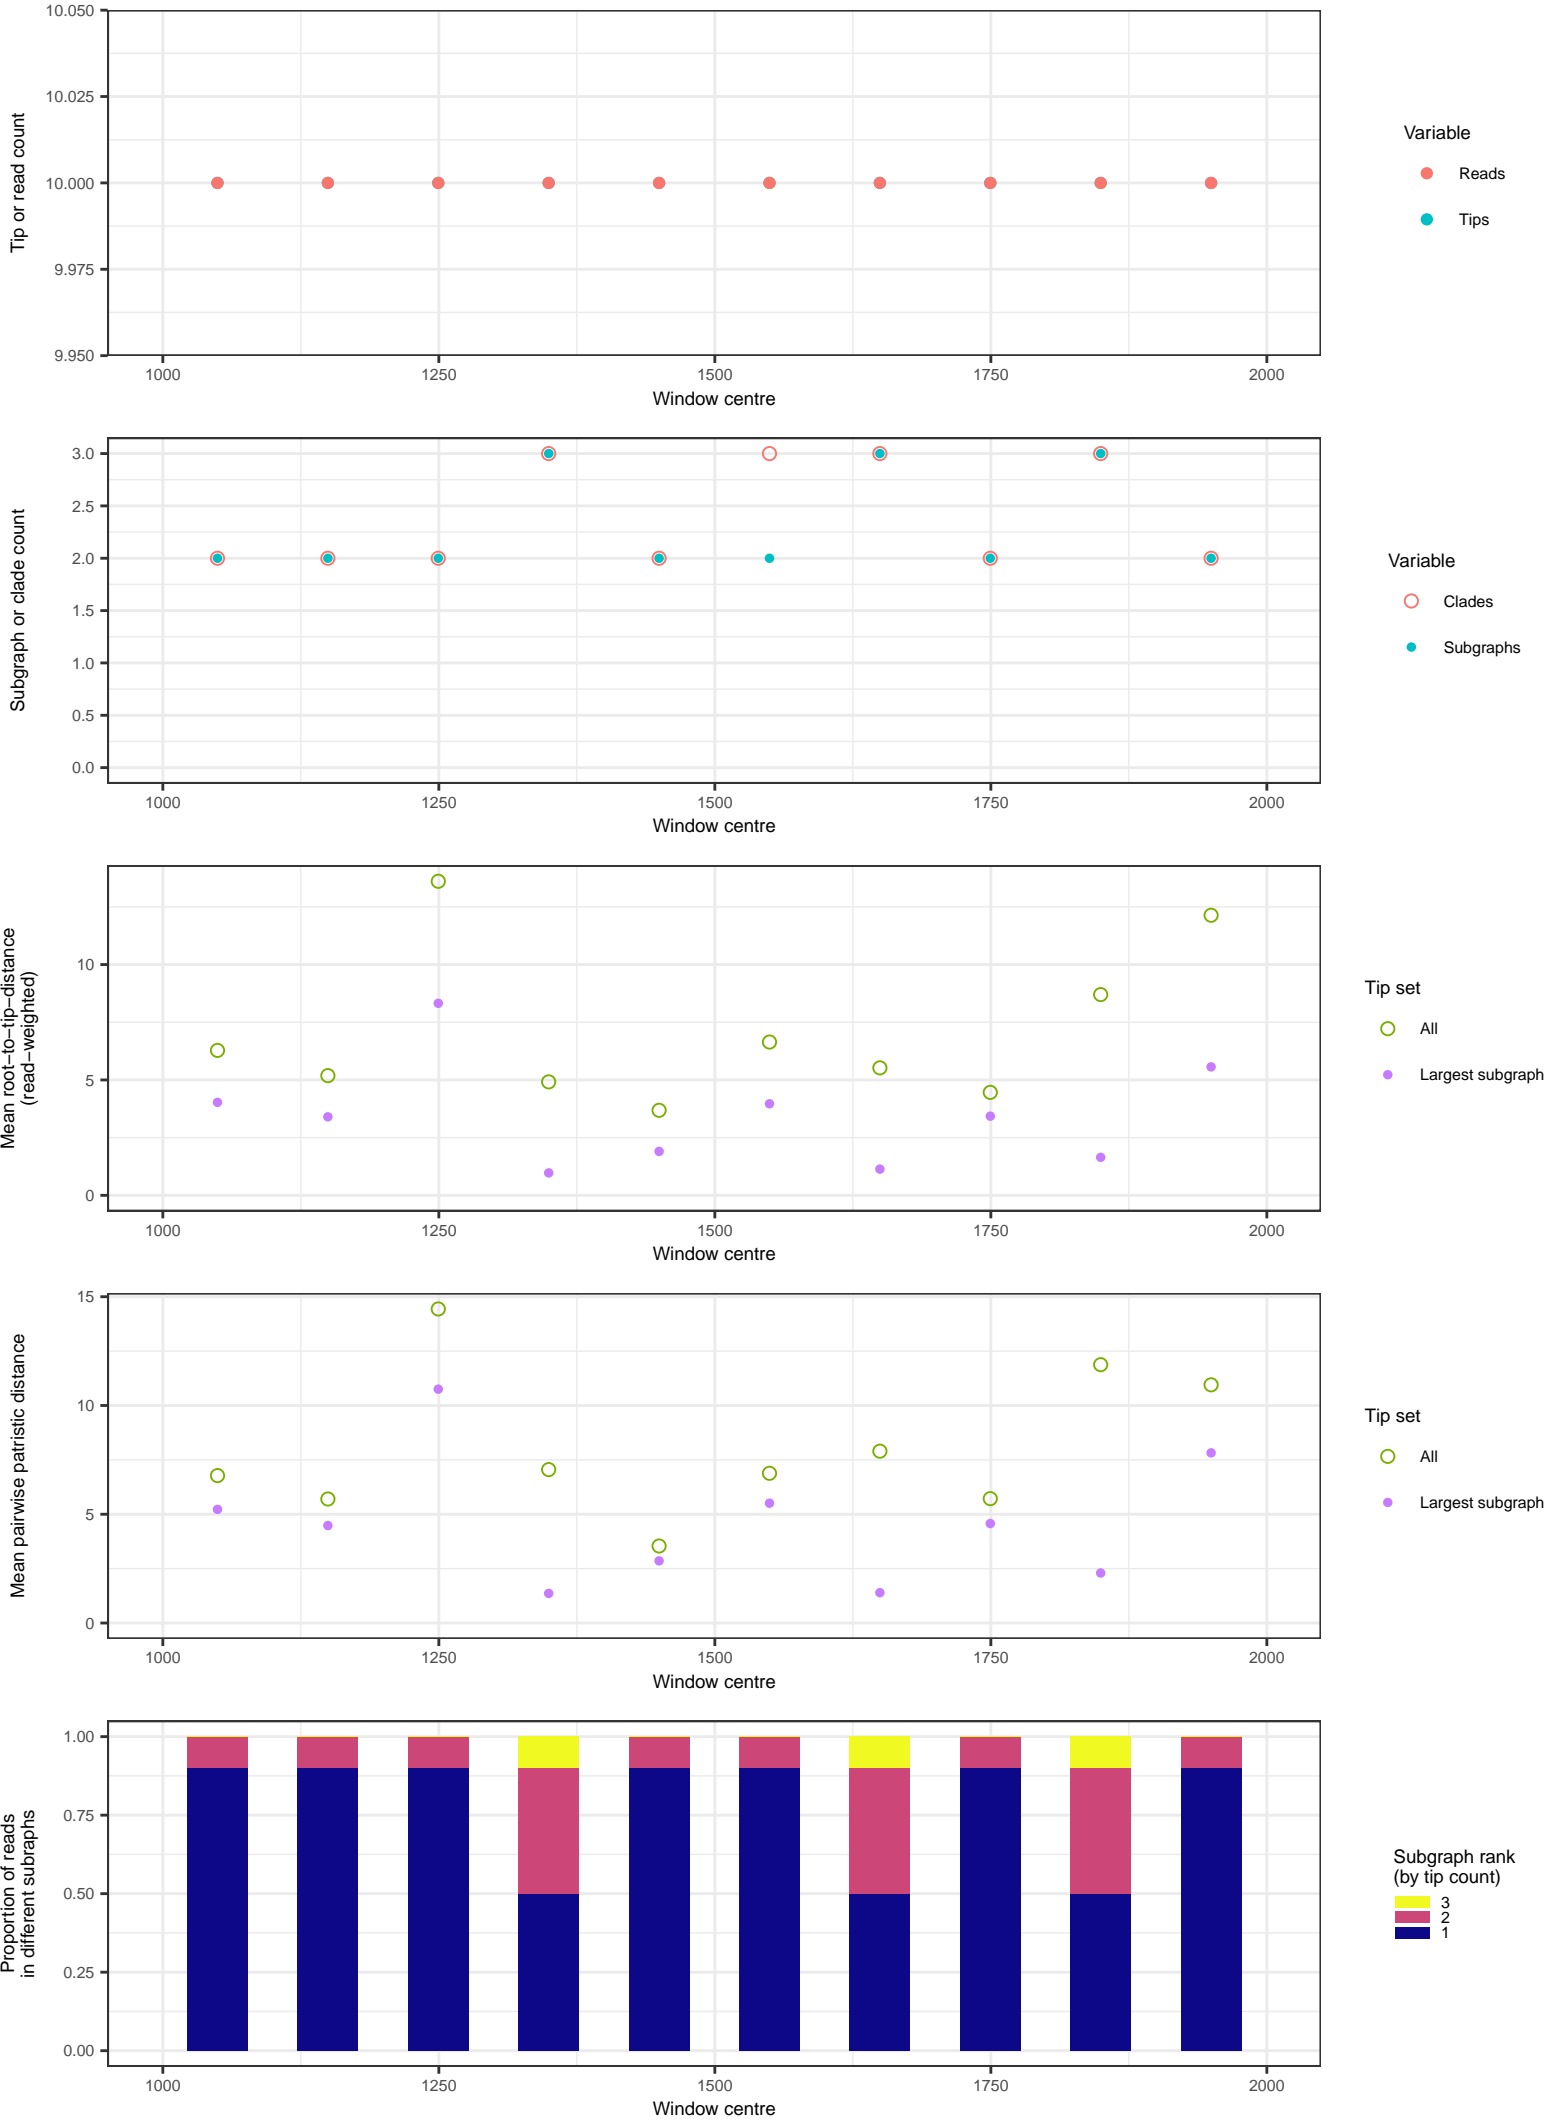 10.050
10.025
10.000
9.975
9.950
Tip or read count
1000
1250
1500
1750
2000
Window centre
Variable
Reads
Tips
3.0
2.5
2.0
1.5
1.0
0.5
0.0
Subgraph or clade count
1000
1250
1500
1750
2000
Window centre
Variable
Clades
Subgraphs
10
5
0
Mean root−to−tip−distance
(read−weighted)
1000
1250
1500
1750
2000
Window centre
Tip set
All
Largest subgraph
15
10
5
0
Mean pairwise patristic distance
1000
1250
1500
1750
2000
Window centre
Tip set
All
Largest subgraph
1.00
0.75
0.50
0.25
0.00
Proportion of reads
in different subraphs
1000
1250
1500
1750
2000
Window centre
Subgraph rank
(by tip count)
3
2
1